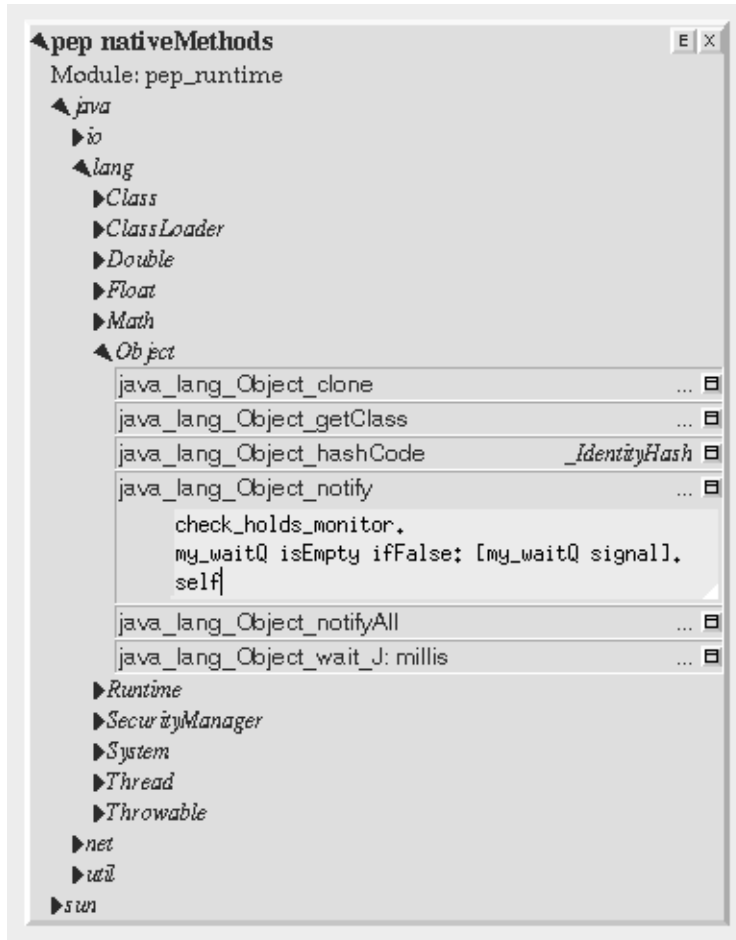 pep nativeMethods E X
Module: pep_runtime
java
io
lang
Class
ClassLoader
Double
Float
Math
Object
java_lang_Object_clone ...
java_lang_Object_getClass ...
java_lang_Object_hashCode _IdentityHash
java_lang_Object_notify ...
check_holds_monitor.
my_waitQ isEmpty ifFalse: [my_waitQ signal].
self
java_lang_Object_notifyAll ...
java_lang_Object_wait_J: millis ...
Runtime
SecurityManager
System
Thread
Throwable
net
util
sun